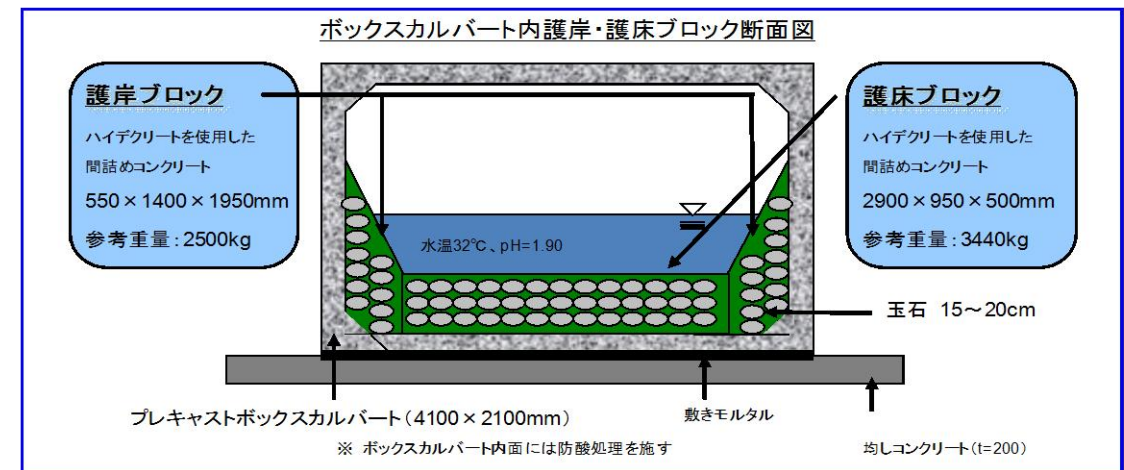 ボックスカルバート内護岸・護床ブロック断面図
護岸ブロック
ハイデクリートを使用した
間詰めコンクリート
550×1400×1950mm
参考重量:2500kg
護床ブロック
ハイデクリートを使用した
間詰めコンクリート
2900×950×500mm
参考重量:3440kg
水温32℃、pH=1.90
玉石 15～20cm
プレキャストボックスカルバート(4100×2100mm)
敷きモルタル
※ ボックスカルバート内面には防酸処理を施す
均しコンクリート(t=200)